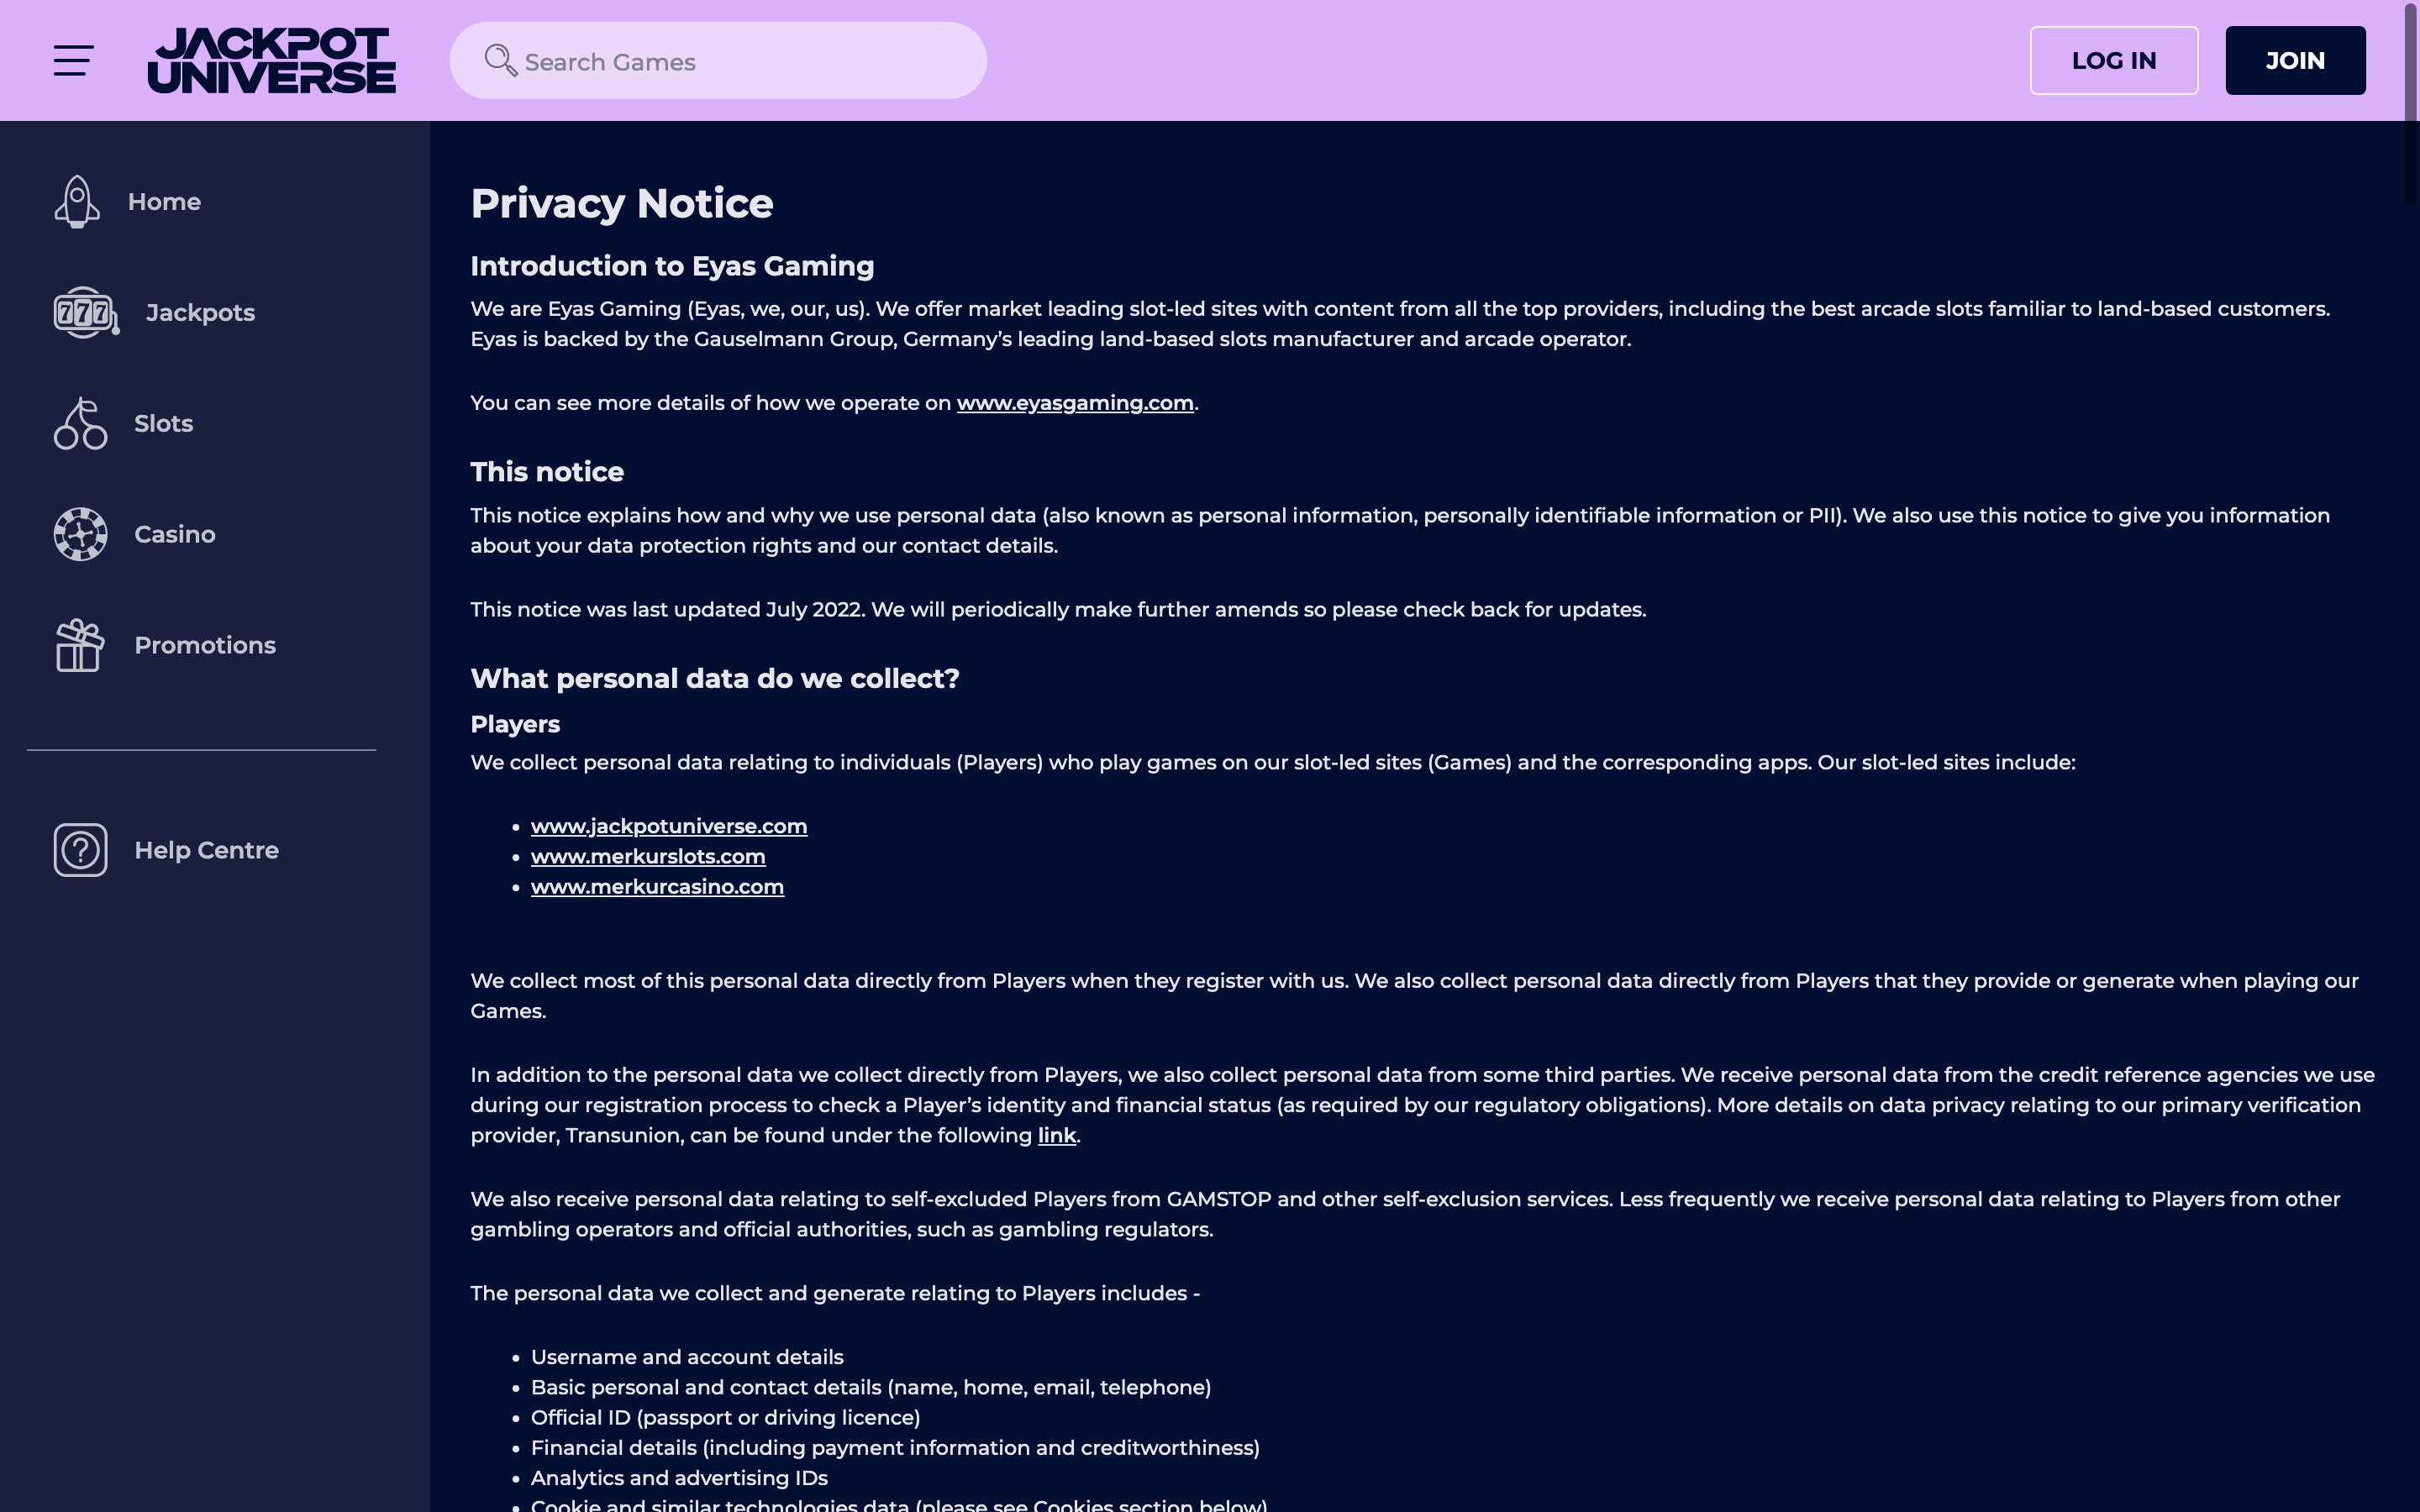 JACKPOT
UNIVERSE
Search Games
LOG IN
JOIN
Home
777
Jackpots
Slots
Casino
Promotions
Help Centre
Privacy Notice
Introduction to Eyas Gaming
We are Eyas Gaming (Eyas, we, our, us). We offer market leading slot-led sites with content from all the top providers, including the best arcade slots familiar to land-based customers.
Eyas is backed by the Gauselmann Group, Germany’s leading land-based slots manufacturer and arcade operator.
You can see more details of how we operate on www.eyasgaming.com.
This notice
This notice explains how and why we use personal data (also known as personal information, personally identifiable information or PII). We also use this notice to give you information
about your data protection rights and our contact details.
This notice was last updated July 2022. We will periodically make further amends so please check back for updates.
What personal data do we collect?
Players
We collect personal data relating to individuals (Players) who play games on our slot-led sites (Games) and the corresponding apps. Our slot-led sites include:
• www.jackpotuniverse.com
• www.merkurslots.com
• www.merkurcasino.com
We collect most of this personal data directly from Players when they register with us. We also collect personal data directly from Players that they provide or generate when playing our
Games.
In addition to the personal data we collect directly from Players, we also collect personal data from some third parties. We receive personal data from the credit reference agencies we use
during our registration process to check a Player’s identity and financial status (as required by our regulatory obligations). More details on data privacy relating to our primary verification
provider, Transunion, can be found under the following link.
We also receive personal data relating to self-excluded Players from GAMSTOP and other self-exclusion services. Less frequently we receive personal data relating to Players from other
gambling operators and official authorities, such as gambling regulators.
The personal data we collect and generate relating to Players includes -
• Username and account details
• Basic personal and contact details (name, home, email, telephone)
• Official ID (passport or driving licence)
• Financial details (including payment information and creditworthiness)
• Analytics and advertising IDs
• Cookie and similar technologies data (please see Cookies section below)